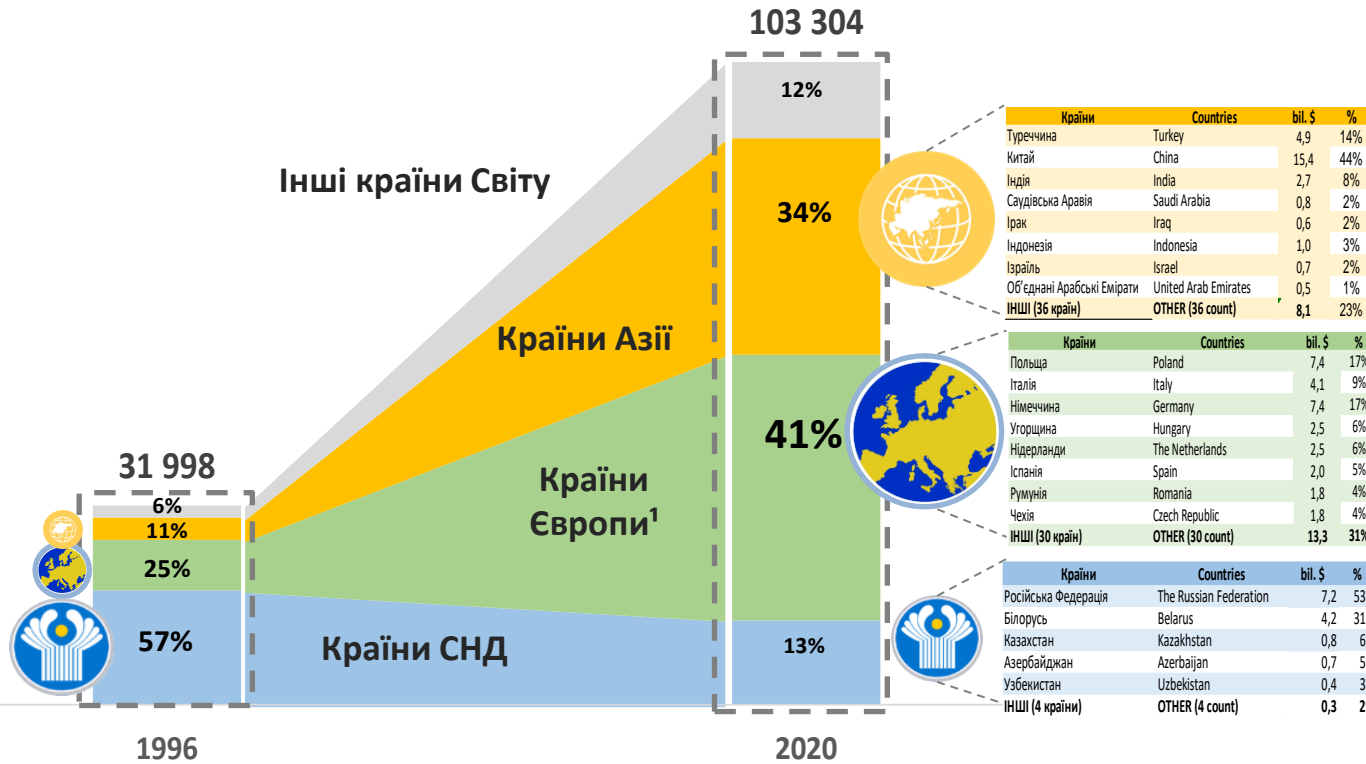 103 304
12%
Інші країни Світу
34%
Країни Азії
41%
Країни
Європи¹
31 998
6%
11%
25%
57%
Країни СНД
13%
1996
2020
Країни Countries bil. $ %
Туреччина Turkey 4,9 14%
Китай China 15,4 44%
Індія India 2,7 8%
Саудівська Аравія Saudi Arabia 0,8 2%
Ірак Iraq 0,6 2%
Індонезія Indonesia 1,0 3%
Ізраїль Israel 0,7 2%
Об'єднані Арабські Емірати United Arab Emirates 0,5 1%
ІНШІ (36 країн) OTHER (36 count) 8,1 23%
Країни Countries bil. $ %
Польща Poland 7,4 17%
Італія Italy 4,1 9%
Німеччина Germany 7,4 17%
Угорщина Hungary 2,5 6%
Нідерланди The Netherlands 2,5 6%
Іспанія Spain 2,0 5%
Румунія Romania 1,8 4%
Чехія Czech Republic 1,8 4%
ІНШІ (30 країн) OTHER (30 count) 13,3 31%
Країни Countries bil. $ %
Російська Федерація The Russian Federation 7,2 53
Білорусь Belarus 4,2 31
Казахстан Kazakhstan 0,8 6
Азербайджан Azerbaijan 0,7 5
Узбекистан Uzbekistan 0,4 3
ІНШІ (4 країни) OTHER (4 count) 0,3 2